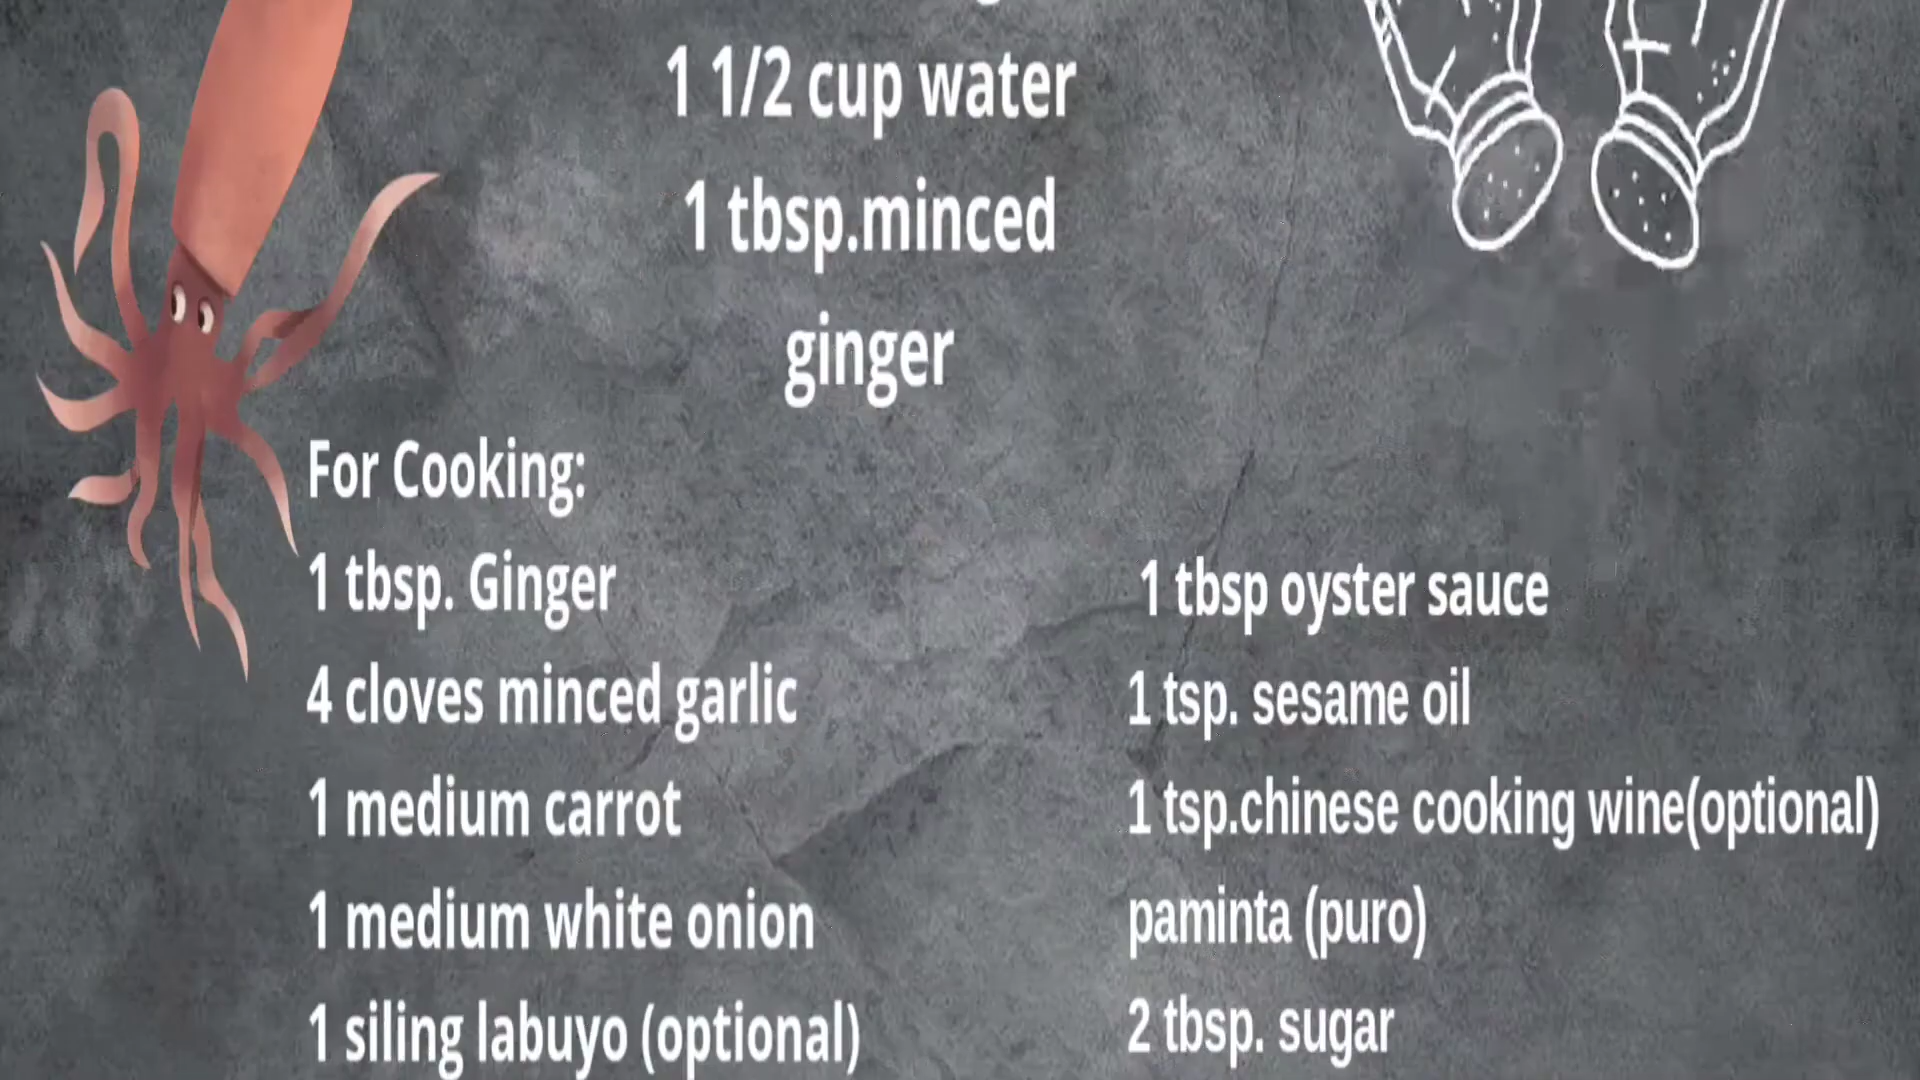 1 1/2 cup water
1 tbsp.minced
ginger
For Cooking:
1 tbsp. Ginger
4 cloves minced garlic
1 medium carrot
1 medium white onion
1 siling labuyo (optional)
1 tbsp oyster sauce
1 tsp. sesame oil
1 tsp.chinese cooking wine(optional)
paminta (puro)
2 tbsp. sugar